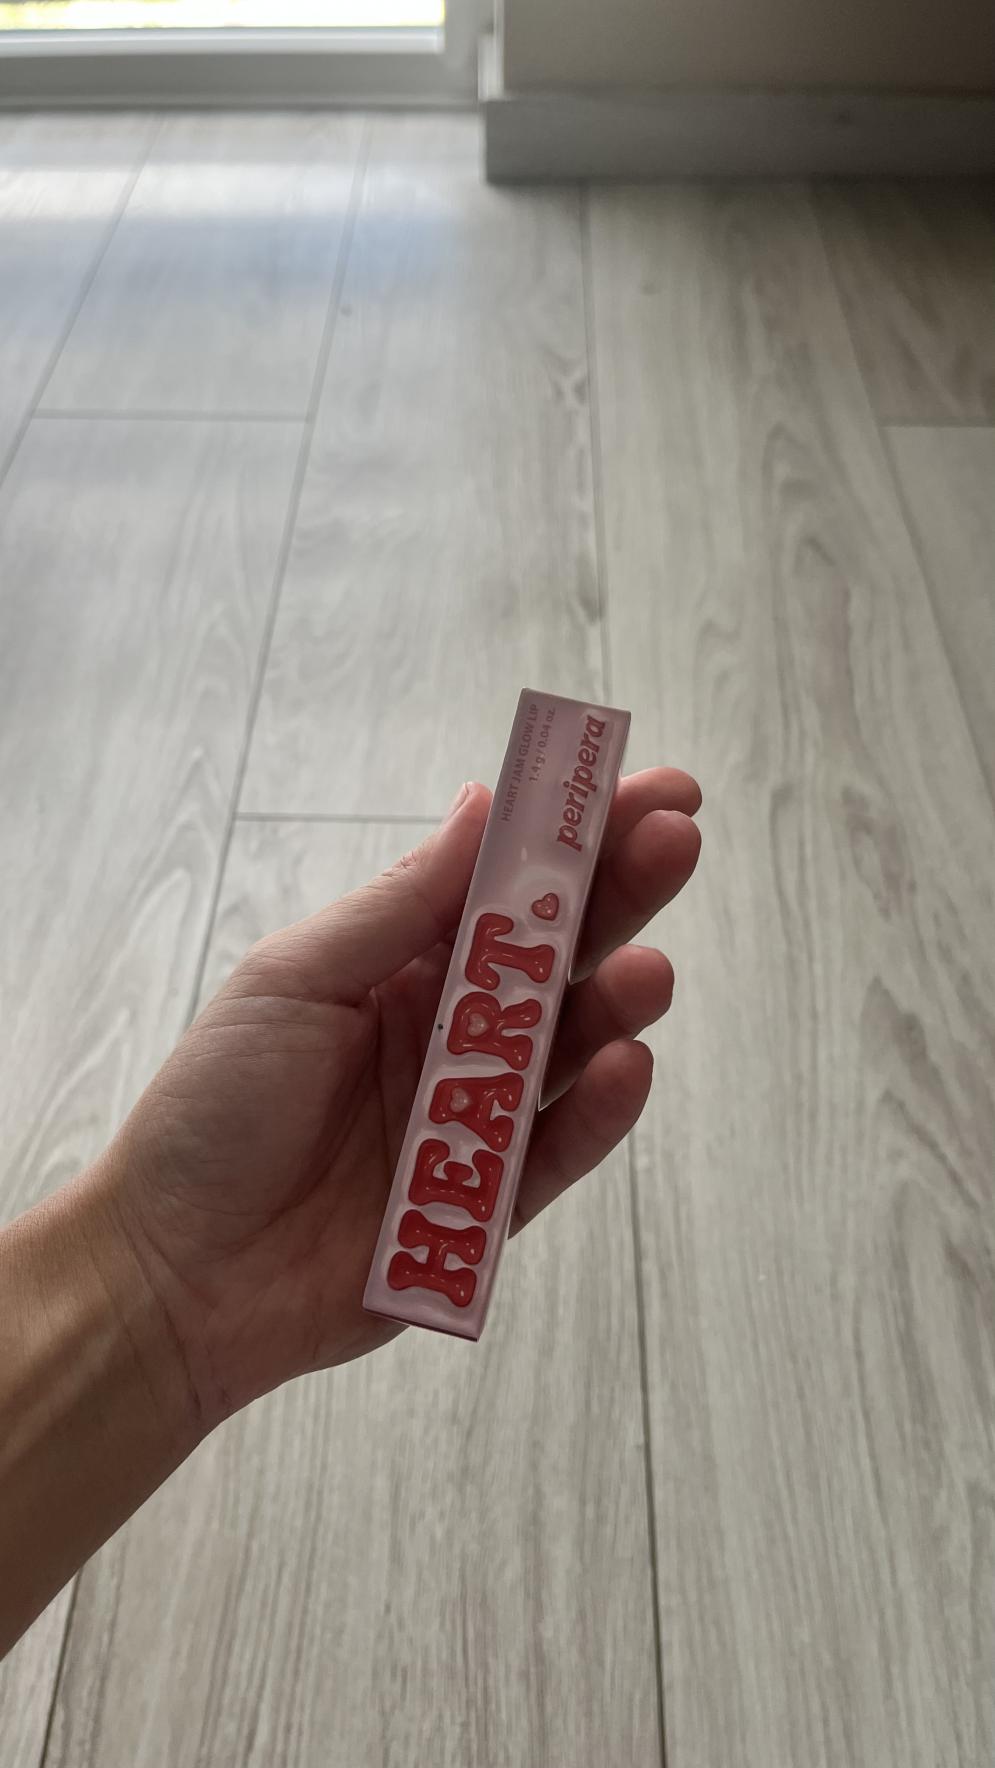 HEART JAM GLOW LIP
1.4 g / 0.04 oz.
peripera
HEART